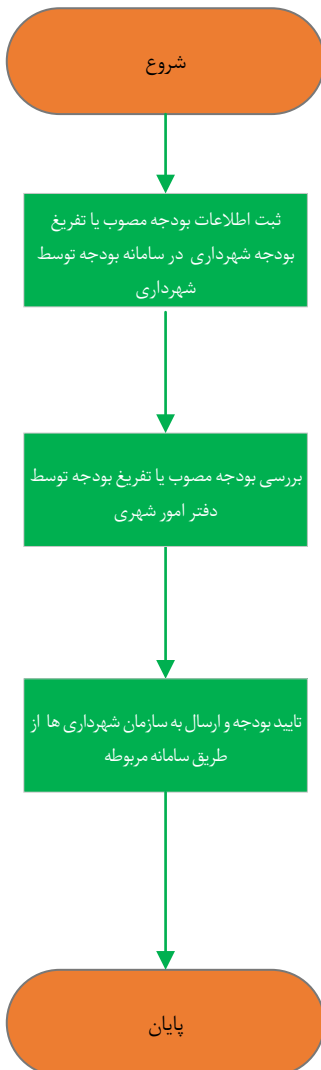 شروع
ثبت اطلاعات بودجه مصوب یا تفریغ
بودجه شهرداری در سامانه بودجه توسط
شهرداری
بررسی بودجه مصوب یا تفریغ بودجه توسط
دفتر امور شهری
تایید بودجه و ارسال به سازمان شهرداری ها از
طریق سامانه مربوطه
پایان